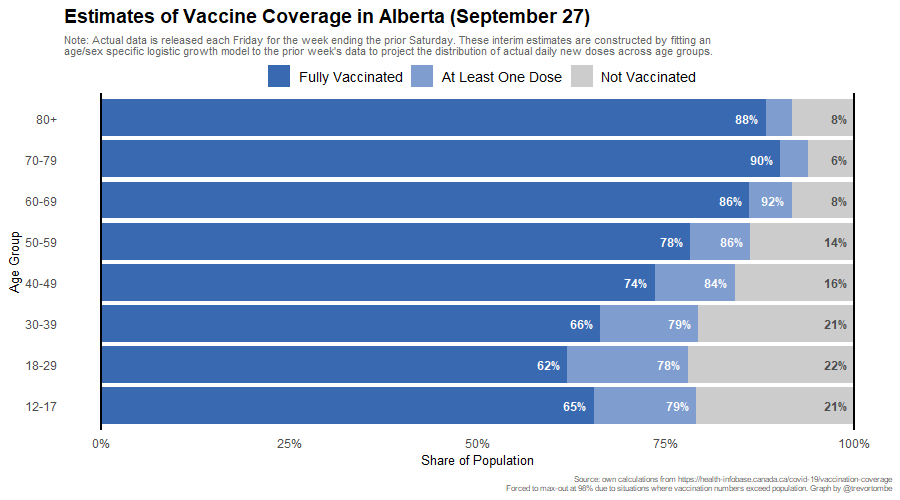 Estimates of Vaccine Coverage in Alberta (September 27)
Note: Actual data is released each Friday for the week ending the prior Saturday. These interim estimates are constructed by fitting an
age/sex specific logistic growth model to the prior week's data to project the distribution of actual daily new doses across age groups.
Fully Vaccinated At Least One Dose Not Vaccinated
80+ 88% 8%
70-79 90% 6%
60-69 86% 92% 8%
50-59 78% 86% 14%
Age Group
40-49 74% 84% 16%
30-39 66% 79% 21%
18-29 62% 78% 22%
12-17 65% 79% 21%
0% 25% 50% 75% 100%
Share of Population
Source: own calculations from https://health-infobase.canada.ca/covid-19/vaccination-coverage
Forced to max-out at 98% due to situations where vaccination numbers exceed population. Graph by @trevortombe